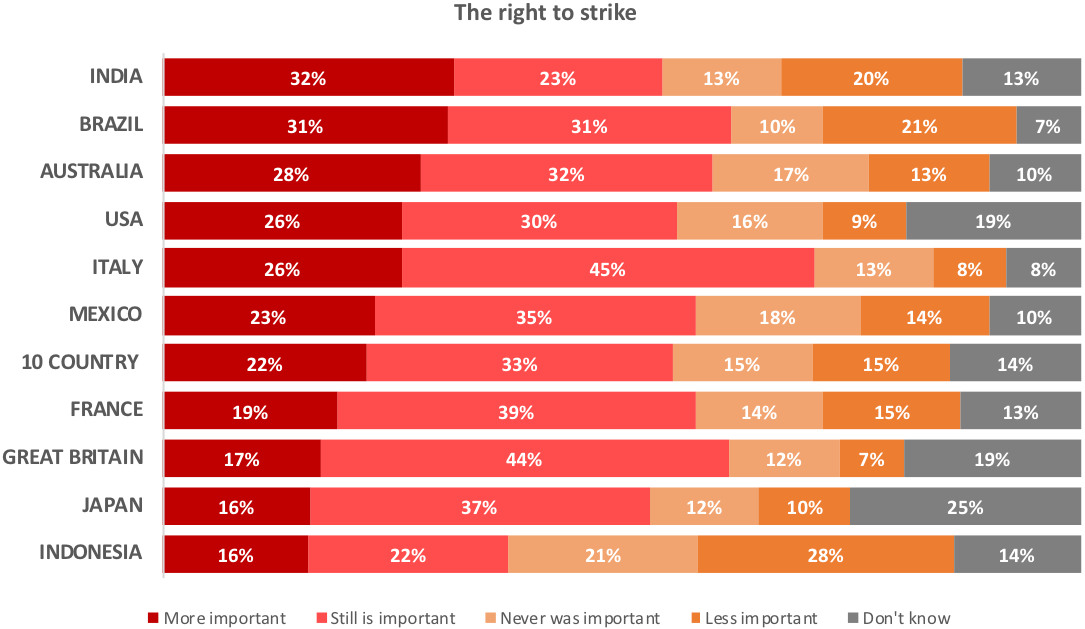 The right to strike
INDIA 32% 23% 13% 20% 13%
BRAZIL 31% 31% 10% 21% 7%
AUSTRALIA 28% 32% 17% 13% 10%
USA 26% 30% 16% 9% 19%
ITALY 26% 45% 13% 8% 8%
MEXICO 23% 35% 18% 14% 10%
10 COUNTRY 22% 33% 15% 15% 14%
FRANCE 19% 39% 14% 15% 13%
GREAT BRITAIN 17% 44% 12% 7% 19%
JAPAN 16% 37% 12% 10% 25%
INDONESIA 16% 22% 21% 28% 14%
More important Still is important Never was important Less important Don't know